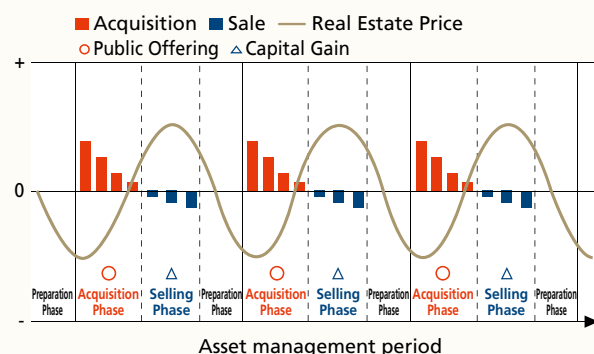 Acquisition Sale Real Estate Price
Public Offering Capital Gain
+
0
-
Preparation Phase
Acquisition Phase
Selling Phase
Preparation Phase
Acquisition Phase
Selling Phase
Preparation Phase
Acquisition Phase
Selling Phase
Preparation Phase
Asset management period